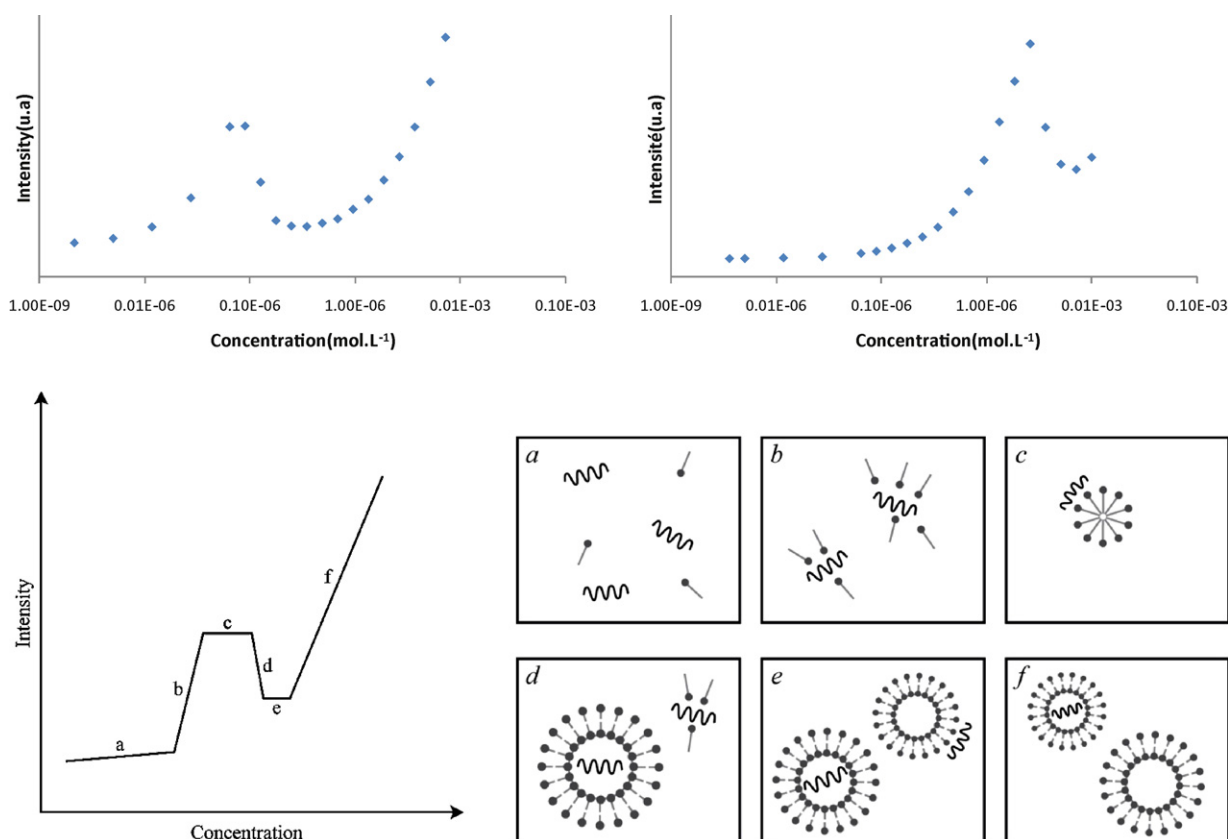 Intensity(u.a)
1.00E-09 0.01E-06 0.10E-06 1.00E-06 0.01E-03 0.10E-03
Concentration(mol.L-1)
Intensité(u.a)
1.00E-09 0.01E-06 0.10E-06 1.00E-06 0.01E-03 0.10E-03
Concentration(mol.L-1)
Intensity
a
b
c
d
e
f
Concentration
a
b
c
d
e
f